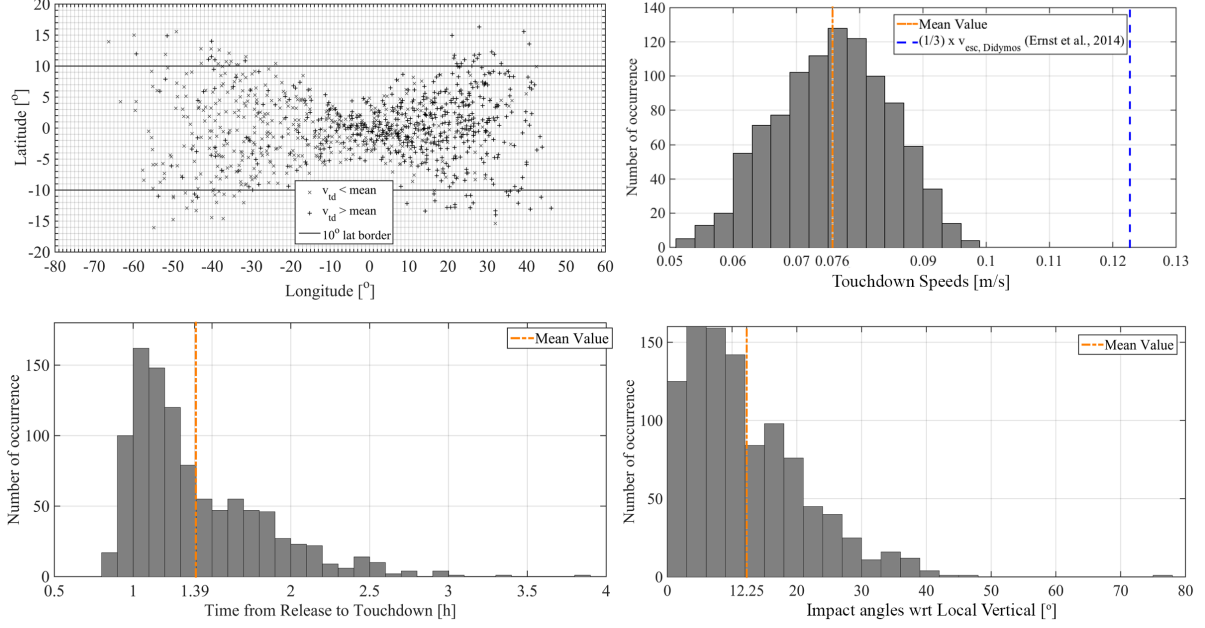 20
15
10
5
0
-5
-10
-15
-20
Latitude [°]
v_td < mean
v_td > mean
10° lat border
-80 -70 -60 -50 -40 -30 -20 -10 0 10 20 30 40 50 60
Longitude [°]
140
120
100
80
60
40
20
0
Number of occurrence
Mean Value
(1/3) x v_esc, Didymos (Ernst et al., 2014)
0.05 0.06 0.07 0.076 0.09 0.1 0.11 0.12 0.13
Touchdown Speeds [m/s]
150
100
50
0
Number of occurrence
Mean Value
0.5 1 1.39 2 2.5 3 3.5 4
Time from Release to Touchdown [h]
150
100
50
0
Number of occurrence
Mean Value
0 12.25 20 30 40 50 60 70 80
Impact angles wrt Local Vertical [°]